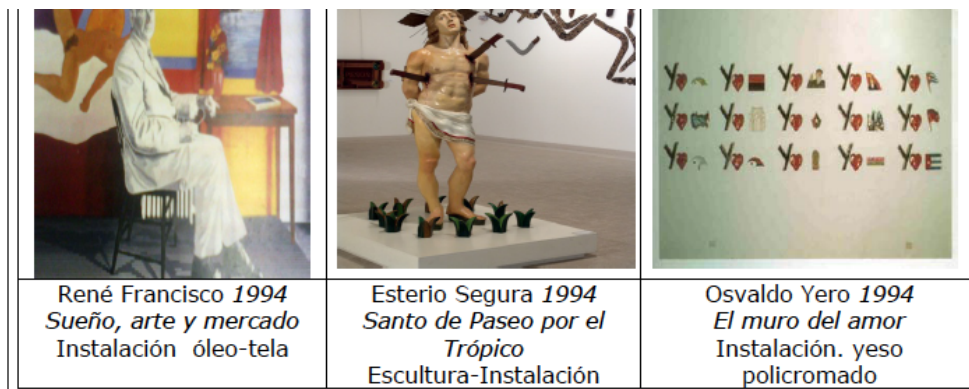 René Francisco 1994
Sueño, arte y mercado
Instalación óleo-tela
Esterio Segura 1994
Santo de Paseo por el
Trópico
Escultura-Instalación
Osvaldo Yero 1994
El muro del amor
Instalación. yeso
policromado